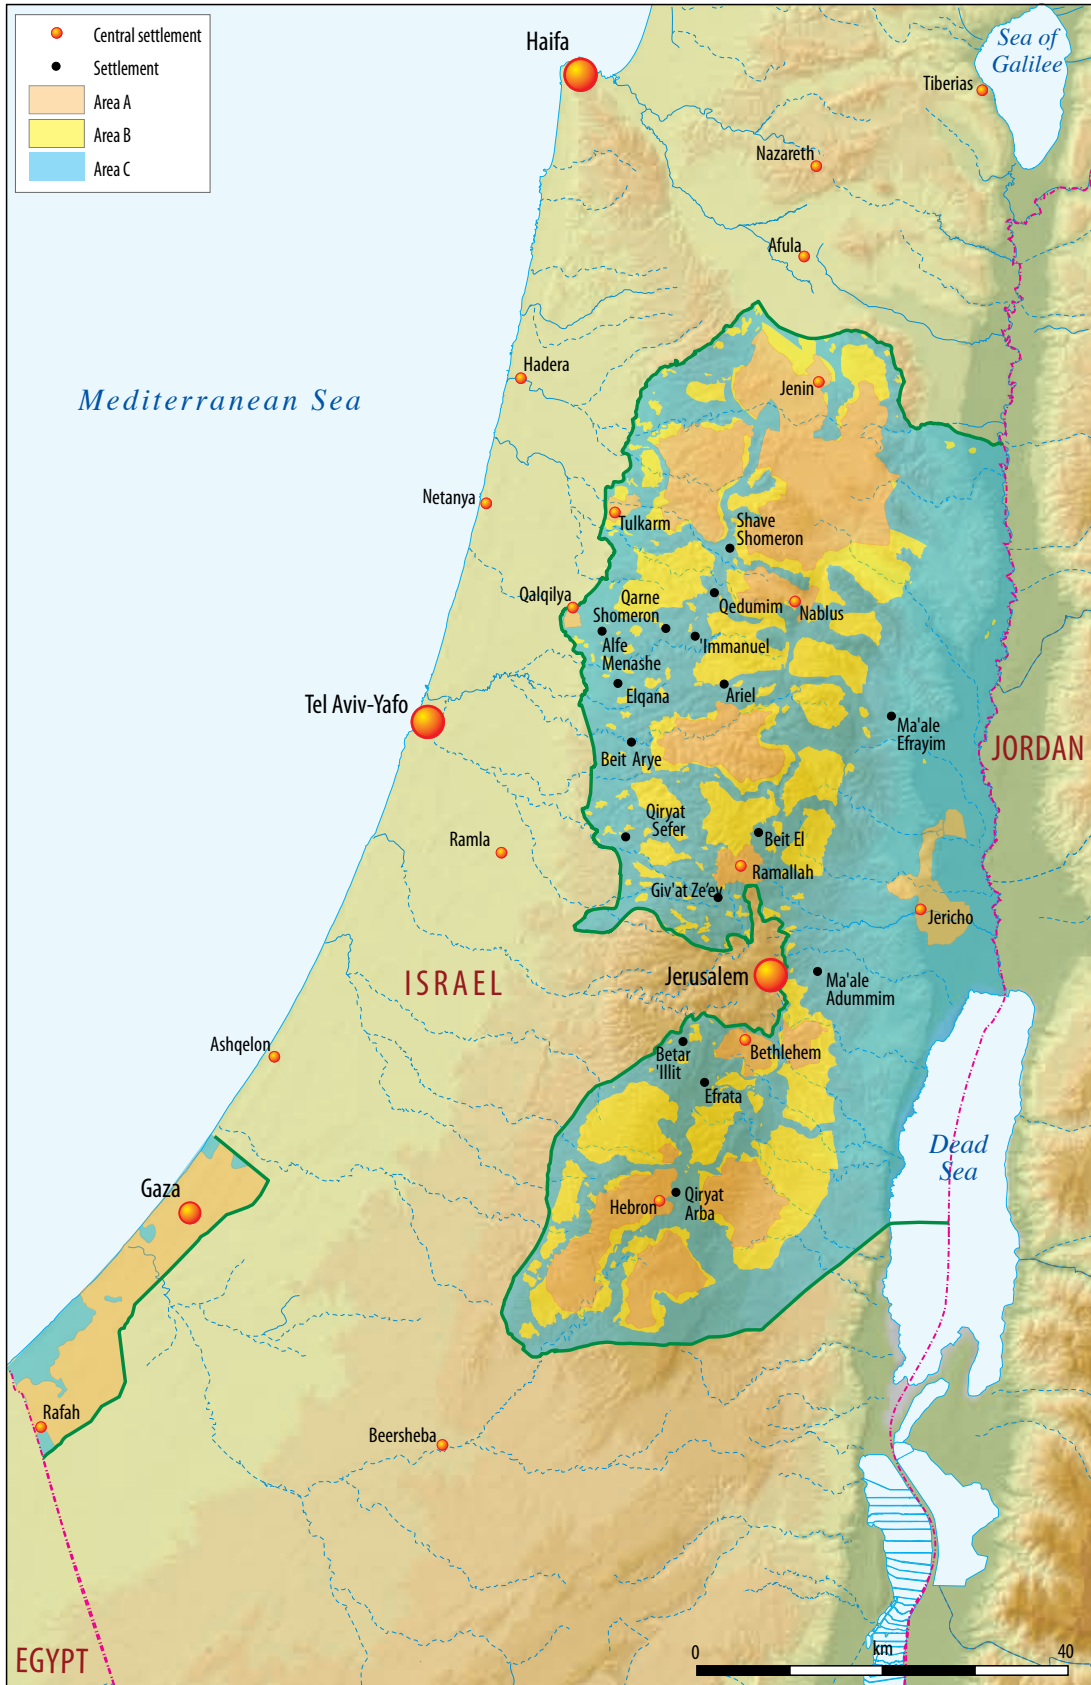 Central settlement
Settlement
Area A
Area B
Area C
Haifa
Sea of
Galilee
Tiberias
Nazareth
Afula
Hadera
Jenin
Mediterranean Sea
Netanya
Tulkarm
Shave
Shomeron
Qalqilya
Qarne
Shomeron
Qedumim
Nablus
Alfe
Menashe
'Immanuel
Elqana
Ariel
Tel Aviv-Yafo
Ma'ale
Efrayim
JORDAN
Beit Arye
Qiryat
Sefer
Beit El
Ramla
Ramallah
Giv'at Ze'ev
Jericho
ISRAEL
Jerusalem
Ma'ale
Adummim
Ashqelon
Betar
'Illit
Bethlehem
Efrata
Dead
Sea
Gaza
Hebron
Qiryat
Arba
Rafah
Beersheba
EGYPT
0
km
40